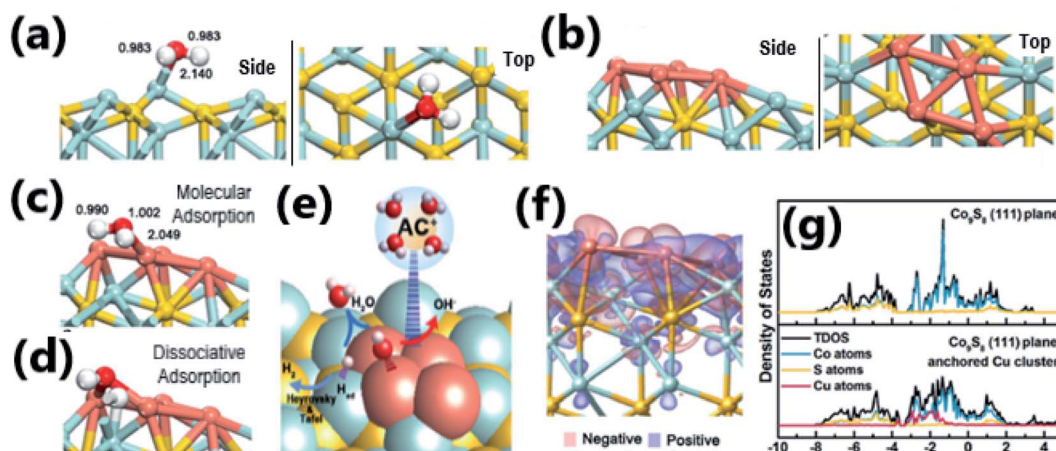 (a)
0.983
0.983
2.140
Side
Top
(b)
Side
Top
(c)
Molecular
Adsorption
0.990
1.002
2.049
(d)
Dissociative
Adsorption
(e)
AC+
H2O
OH-
H2
Had
Heyrovsky
&
Tafel
(f)
Negative
Positive
(g)
Density of States
Co9S8 (111) plane
Co9S8 (111) plane
anchored Cu cluster
TDOS
Co atoms
S atoms
Cu atoms
-10 -8 -6 -4 -2 0 2 4